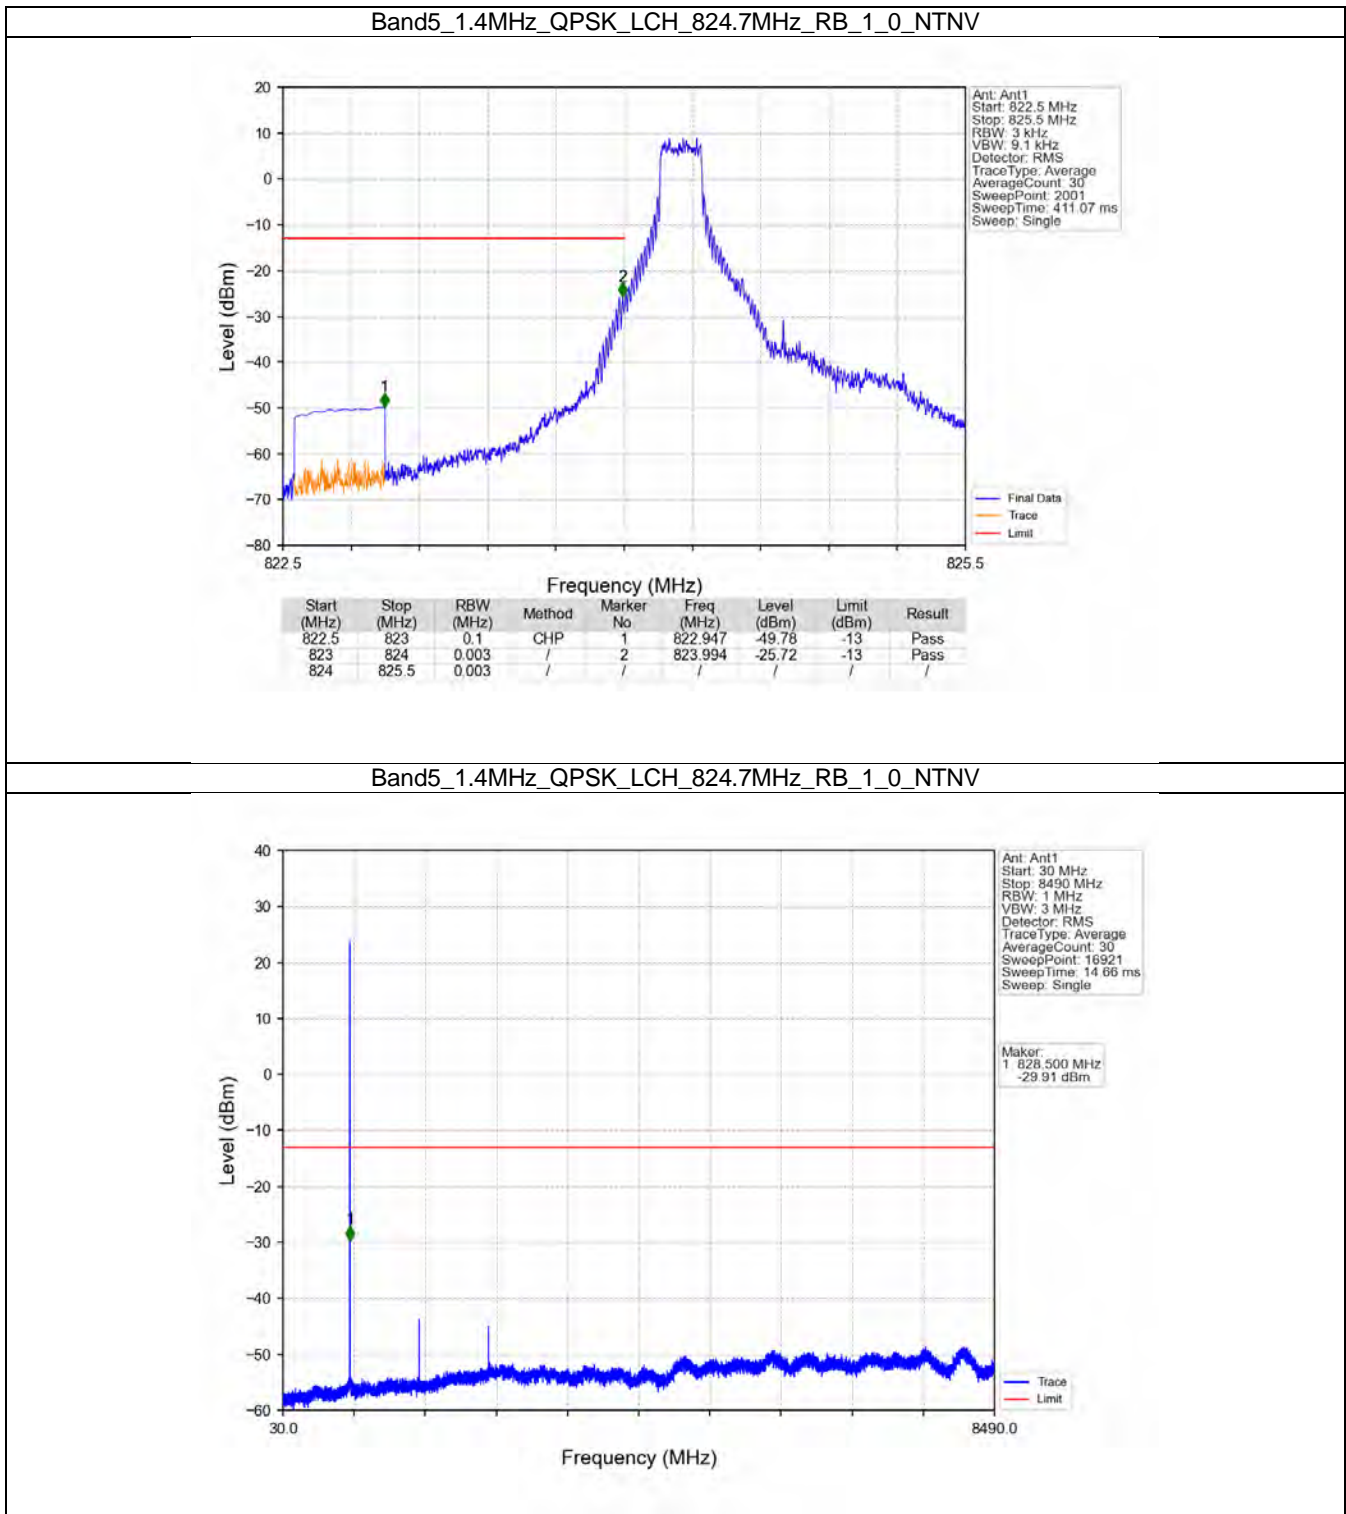 Band5_1.4MHz_QPSK_LCH_824.7MHz_RB_1_0_NTNV
20
10
0
−10
−20
−30
−40
−50
−60
−70
−80
Level (dBm)
1
2
822.5
825.5
Frequency (MHz)
Ant: Ant1
Start: 822.5 MHz
Stop: 825.5 MHz
RBW: 3 kHz
VBW: 9.1 kHz
Detector: RMS
TraceType: Average
AverageCount: 30
SweepPoint: 2001
SweepTime: 411.07 ms
Sweep: Single
Final Data
Trace
Limit
Start (MHz) Stop (MHz) RBW (MHz) Method Marker No Freq (MHz) Level (dBm) Limit (dBm) Result
822.5 823 0.1 CHP 1 822.947 -49.78 -13 Pass
823 824 0.003 / 2 823.994 -25.72 -13 Pass
824 825.5 0.003 / / / / / /
Band5_1.4MHz_QPSK_LCH_824.7MHz_RB_1_0_NTNV
40
30
20
10
0
−10
−20
−30
−40
−50
−60
Level (dBm)
1
30.0
8490.0
Frequency (MHz)
Ant: Ant1
Start: 30 MHz
Stop: 8490 MHz
RBW: 1 MHz
VBW: 3 MHz
Detector: RMS
TraceType: Average
AverageCount: 30
SweepPoint: 16921
SweepTime: 14.66 ms
Sweep: Single
Maker:
1 828.500 MHz
-29.91 dBm
Trace
Limit